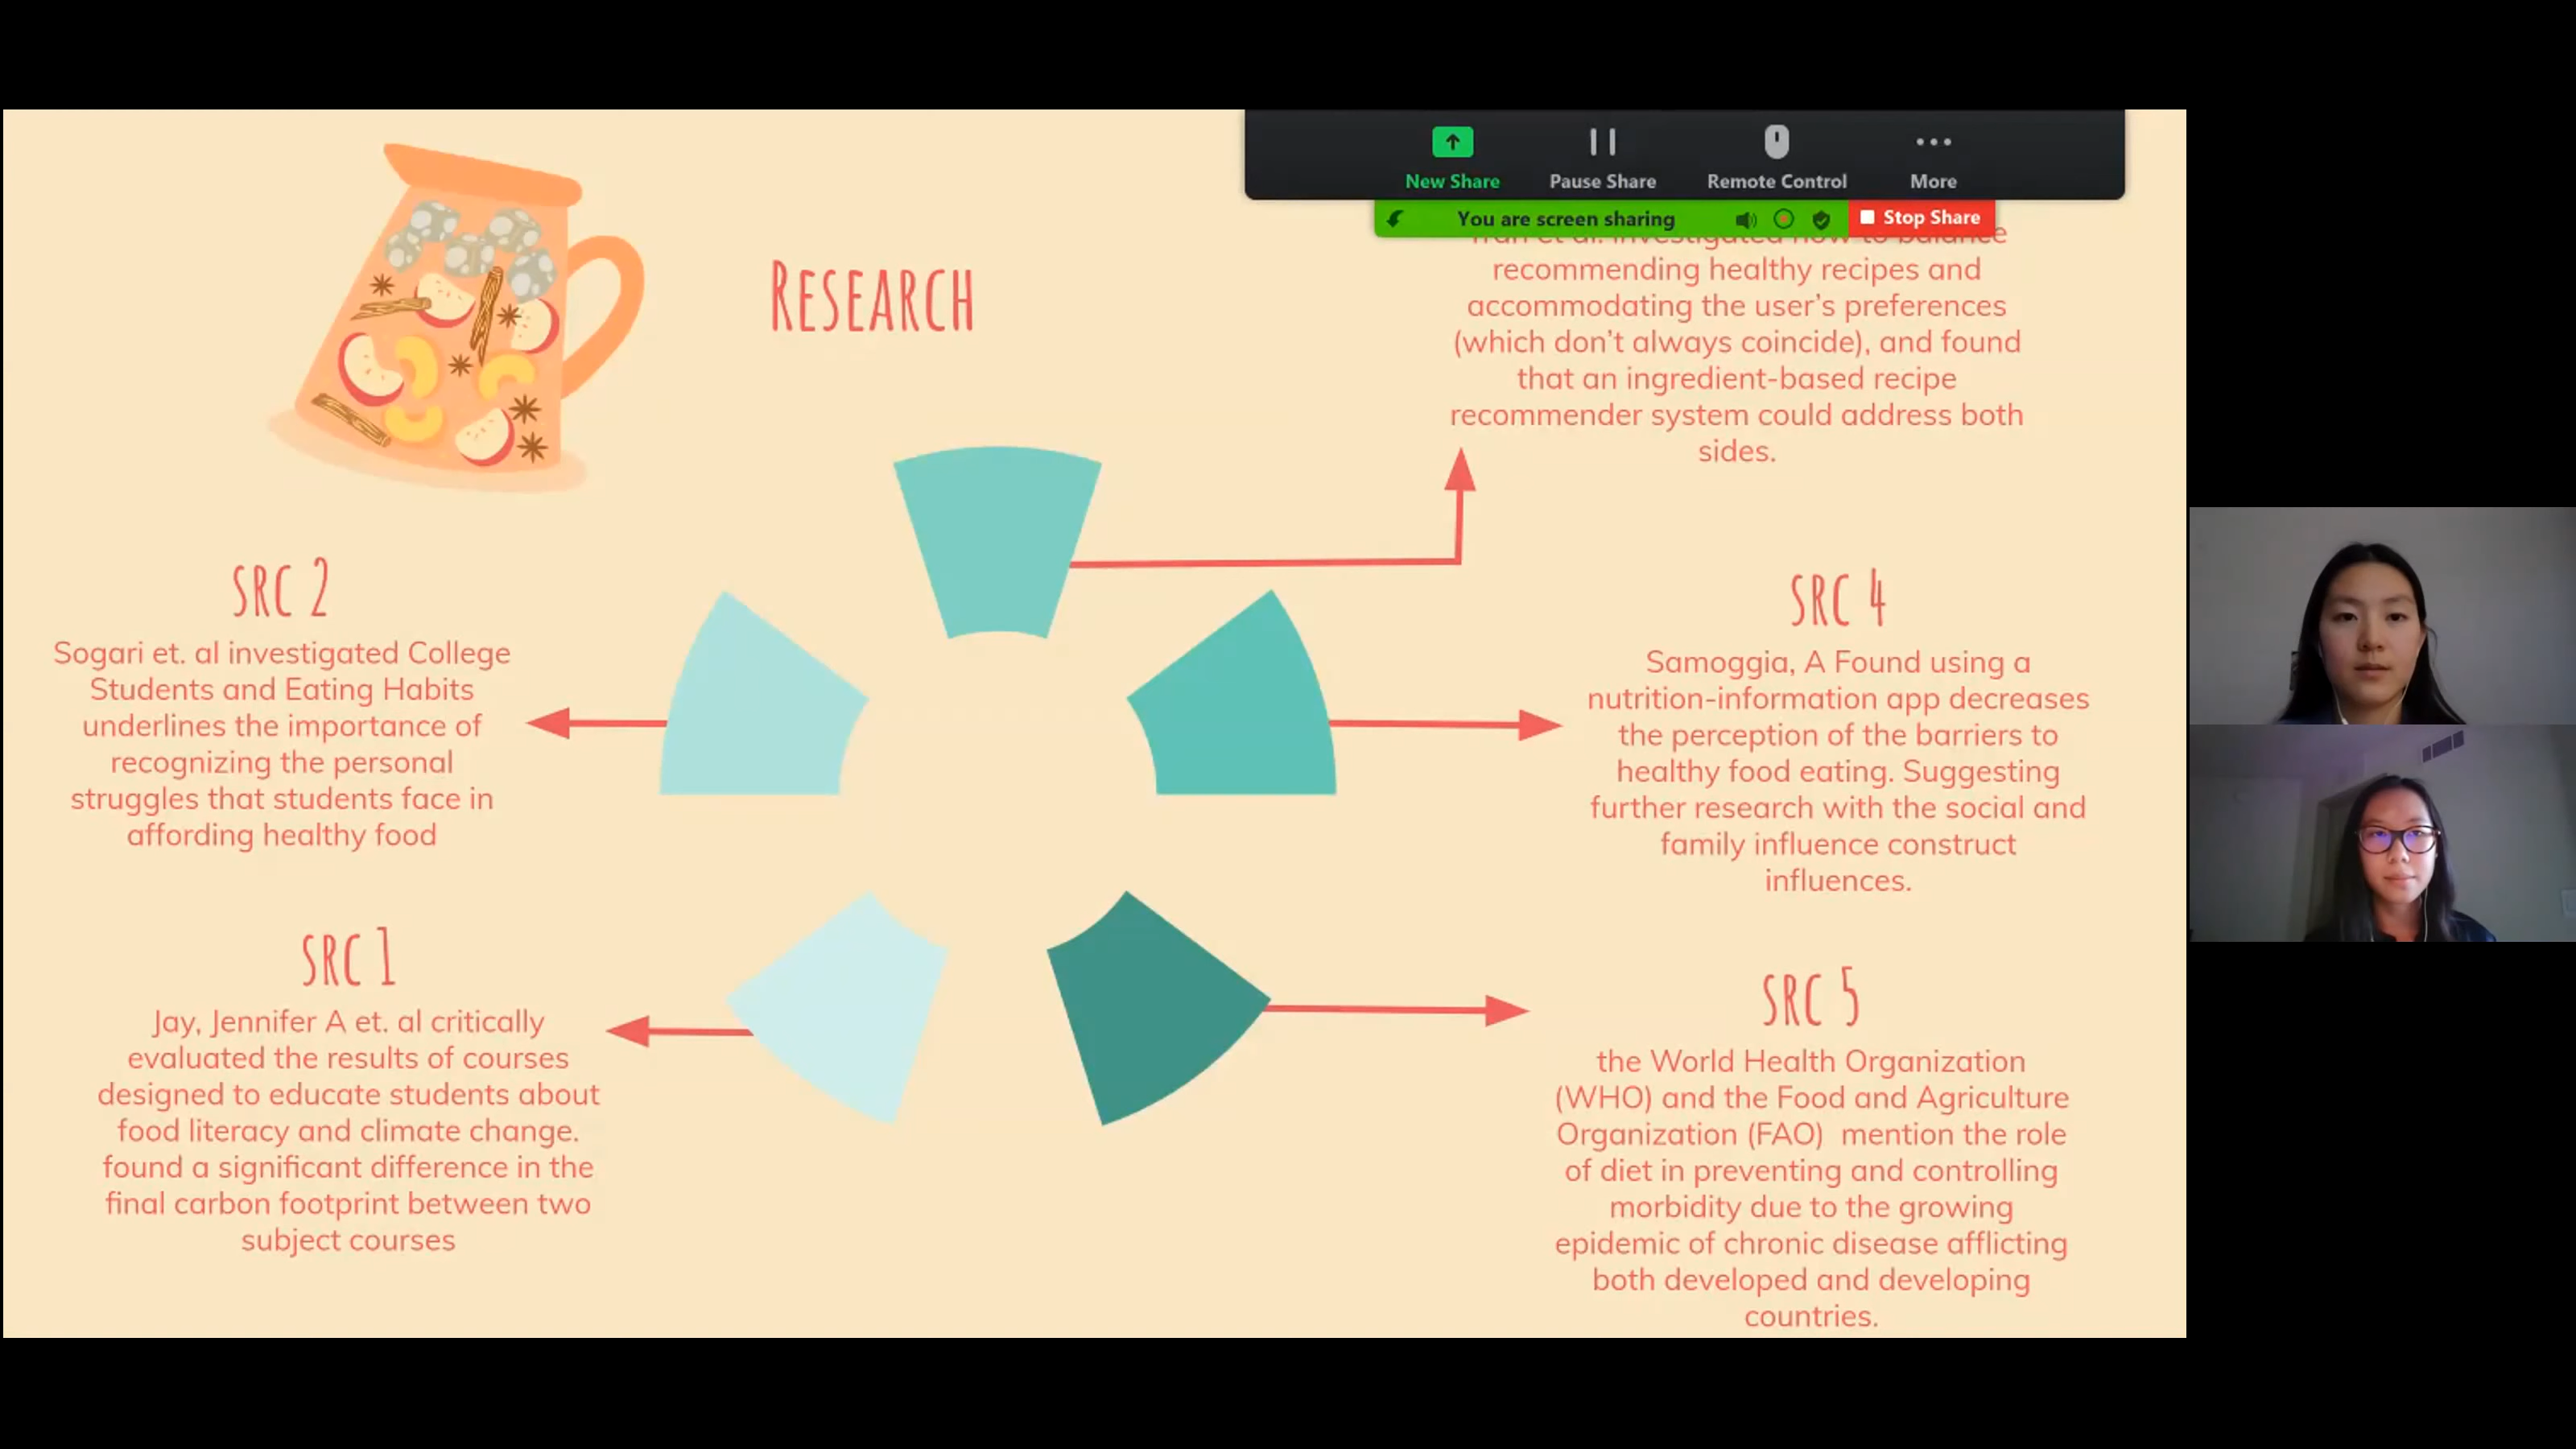 New Share
Pause Share
Remote Control
More
You are screen sharing
Stop Share
RESEARCH
Tran et al. investigated how to balance
recommending healthy recipes and
accommodating the user's preferences
(which don't always coincide), and found
that an ingredient-based recipe
recommender system could address both
sides.
SRC 2
Sogari et. al investigated College
Students and Eating Habits
underlines the importance of
recognizing the personal
struggles that students face in
affording healthy food
SRC 4
Samoggia, A Found using a
nutrition-information app decreases
the perception of the barriers to
healthy food eating. Suggesting
further research with the social and
family influence construct
influences.
SRC 1
Jay, Jennifer A et. al critically
evaluated the results of courses
designed to educate students about
food literacy and climate change.
found a significant difference in the
final carbon footprint between two
subject courses
SRC 5
the World Health Organization
(WHO) and the Food and Agriculture
Organization (FAO)  mention the role
of diet in preventing and controlling
morbidity due to the growing
epidemic of chronic disease afflicting
both developed and developing
countries.